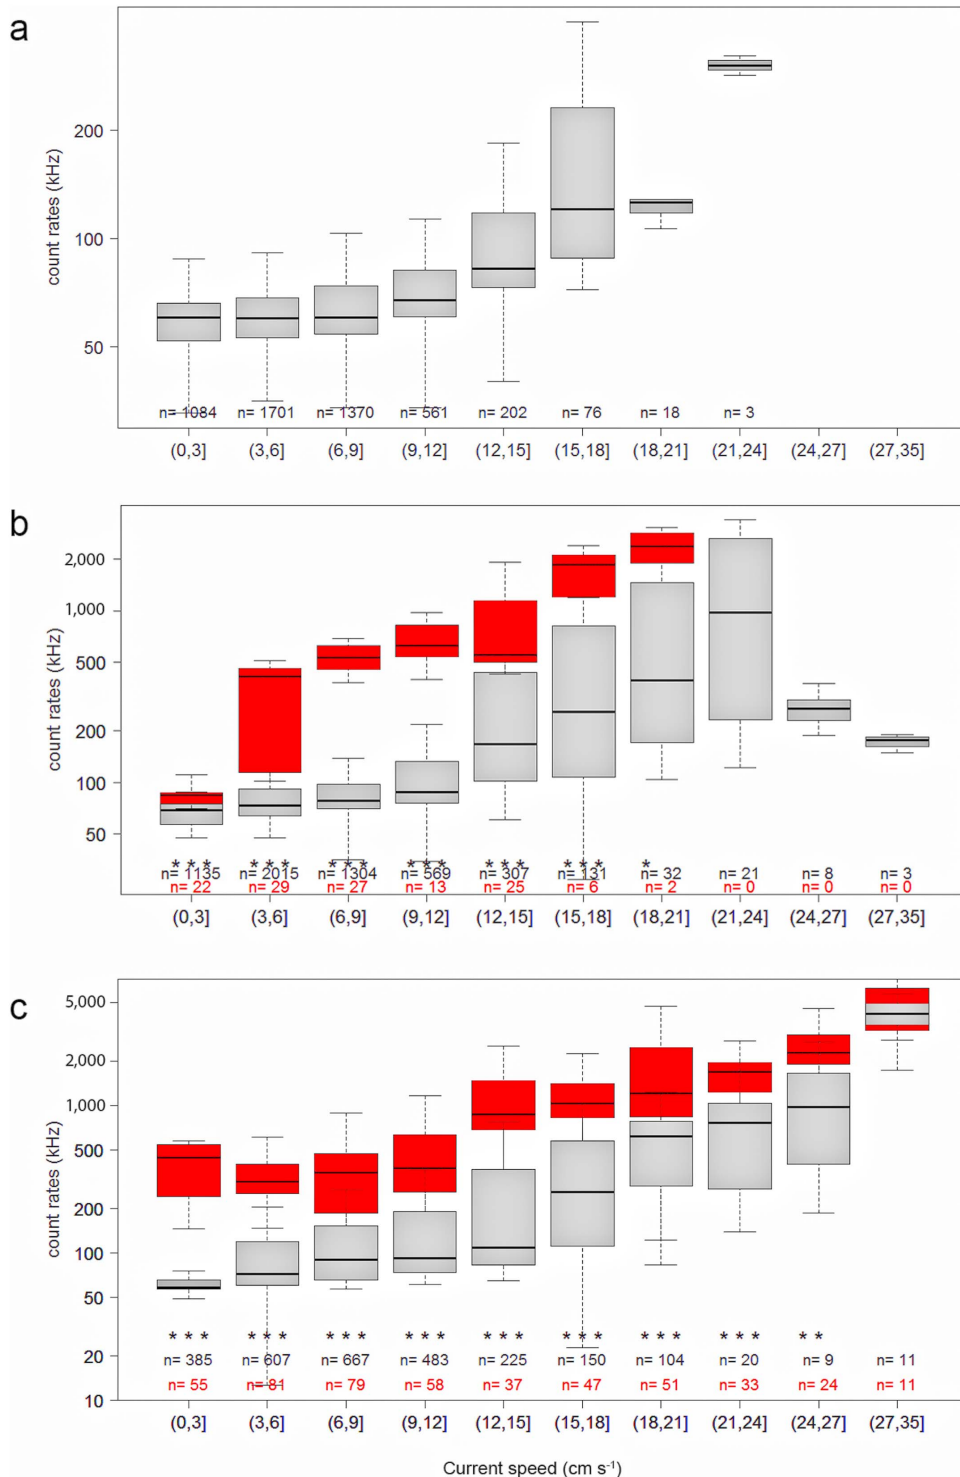 a
count rates (kHz)
200
100
50
n= 1084 n= 1701 n= 1370 n= 561 n= 202 n= 76 n= 18 n= 3
(0,3] (3,6] (6,9] (9,12] (12,15] (15,18] (18,21] (21,24] (24,27] (27,35]
b
count rates (kHz)
2,000
1,000
500
200
100
50
* * * * * * * * * * * * * * * * * * *
n= 1135 n= 2015 n= 1304 n= 569 n= 307 n= 131 n= 32 n= 21 n= 8 n= 3
n= 22 n= 29 n= 27 n= 13 n= 25 n= 6 n= 2 n= 0 n= 0 n= 0
(0,3] (3,6] (6,9] (9,12] (12,15] (15,18] (18,21] (21,24] (24,27] (27,35]
c
count rates (kHz)
5,000
2,000
1,000
500
200
100
50
20
10
* * * * * * * * * * * * * * * * * * * * * * * * * *
n= 385 n= 607 n= 667 n= 483 n= 225 n= 150 n= 104 n= 20 n= 9 n= 11
n= 55 n= 81 n= 79 n= 58 n= 37 n= 47 n= 51 n= 33 n= 24 n= 11
(0,3] (3,6] (6,9] (9,12] (12,15] (15,18] (18,21] (21,24] (24,27] (27,35]
Current speed (cm s⁻¹)